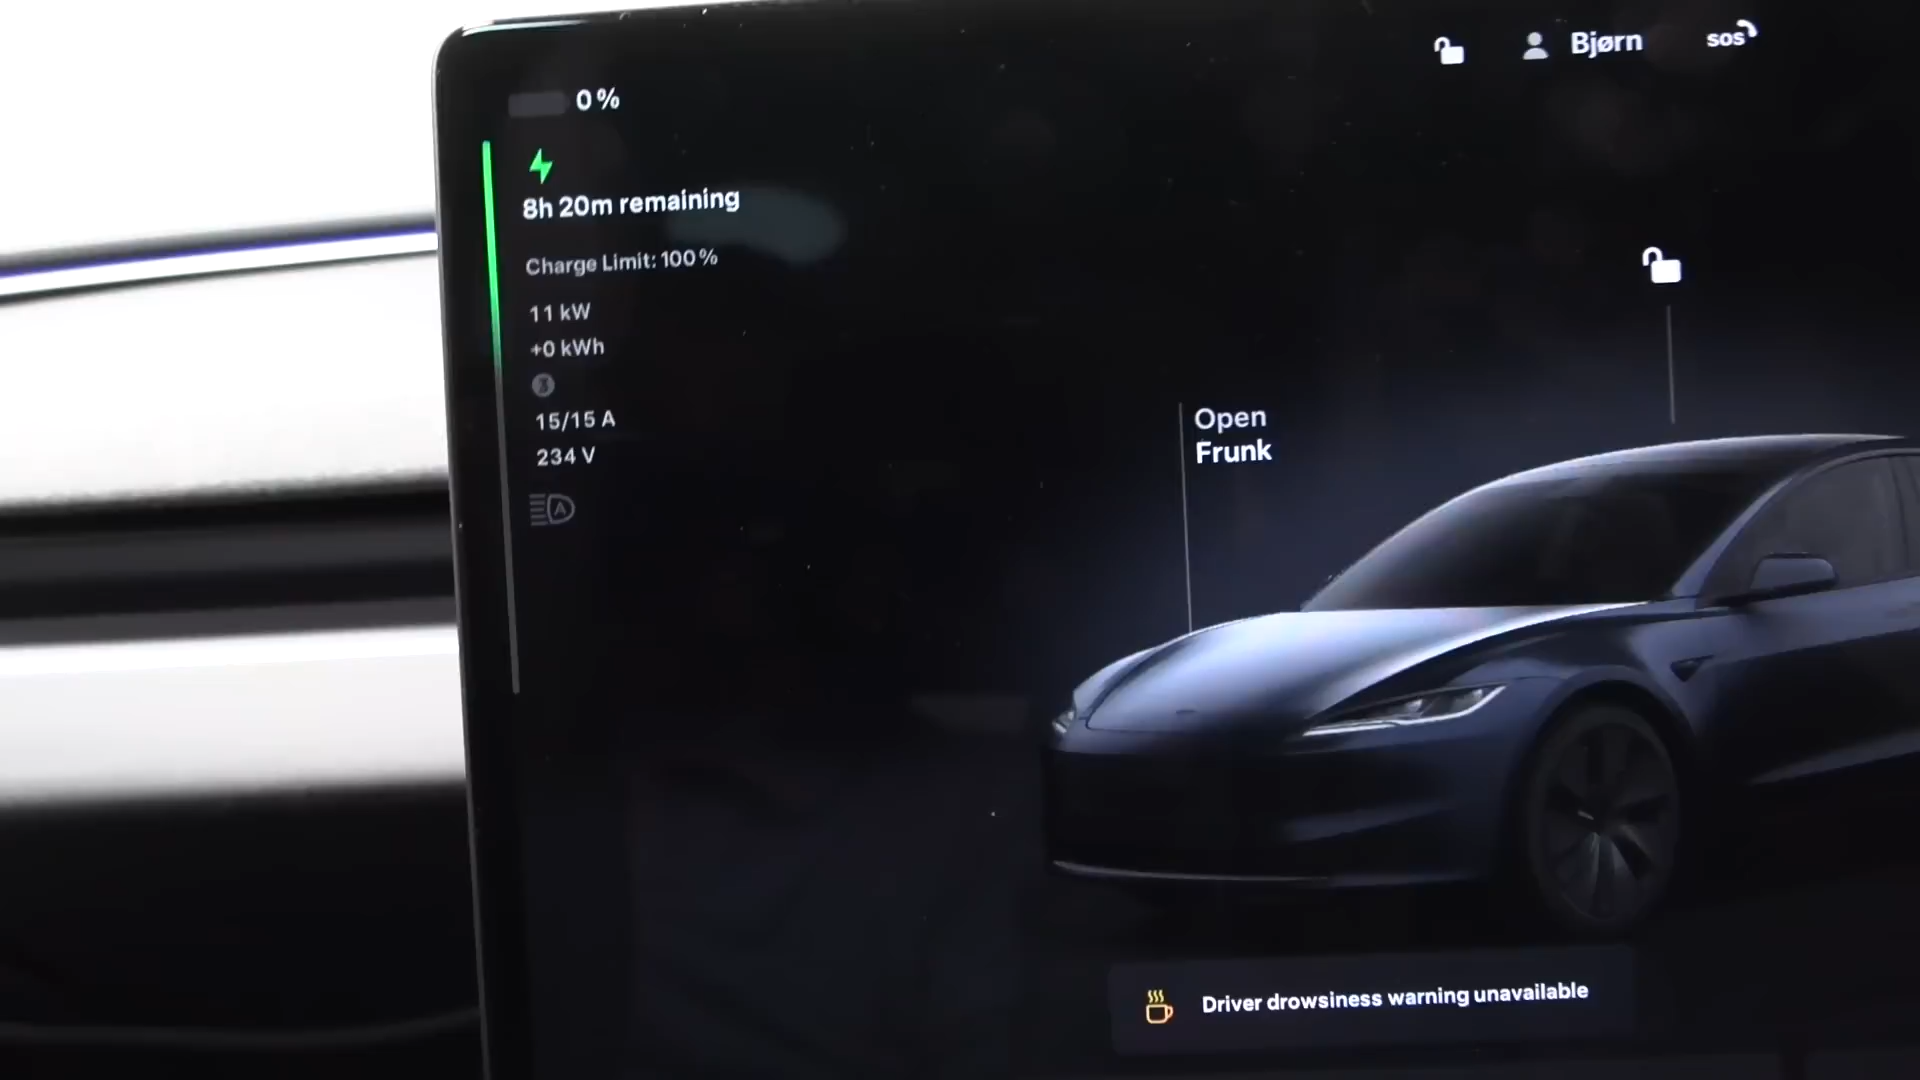 0%
Bjørn
SOS
8h 20m remaining
Charge Limit: 100%
11 kW
+0 kWh
3
15/15 A
234 V
A
Open
Frunk
Driver drowsiness warning unavailable